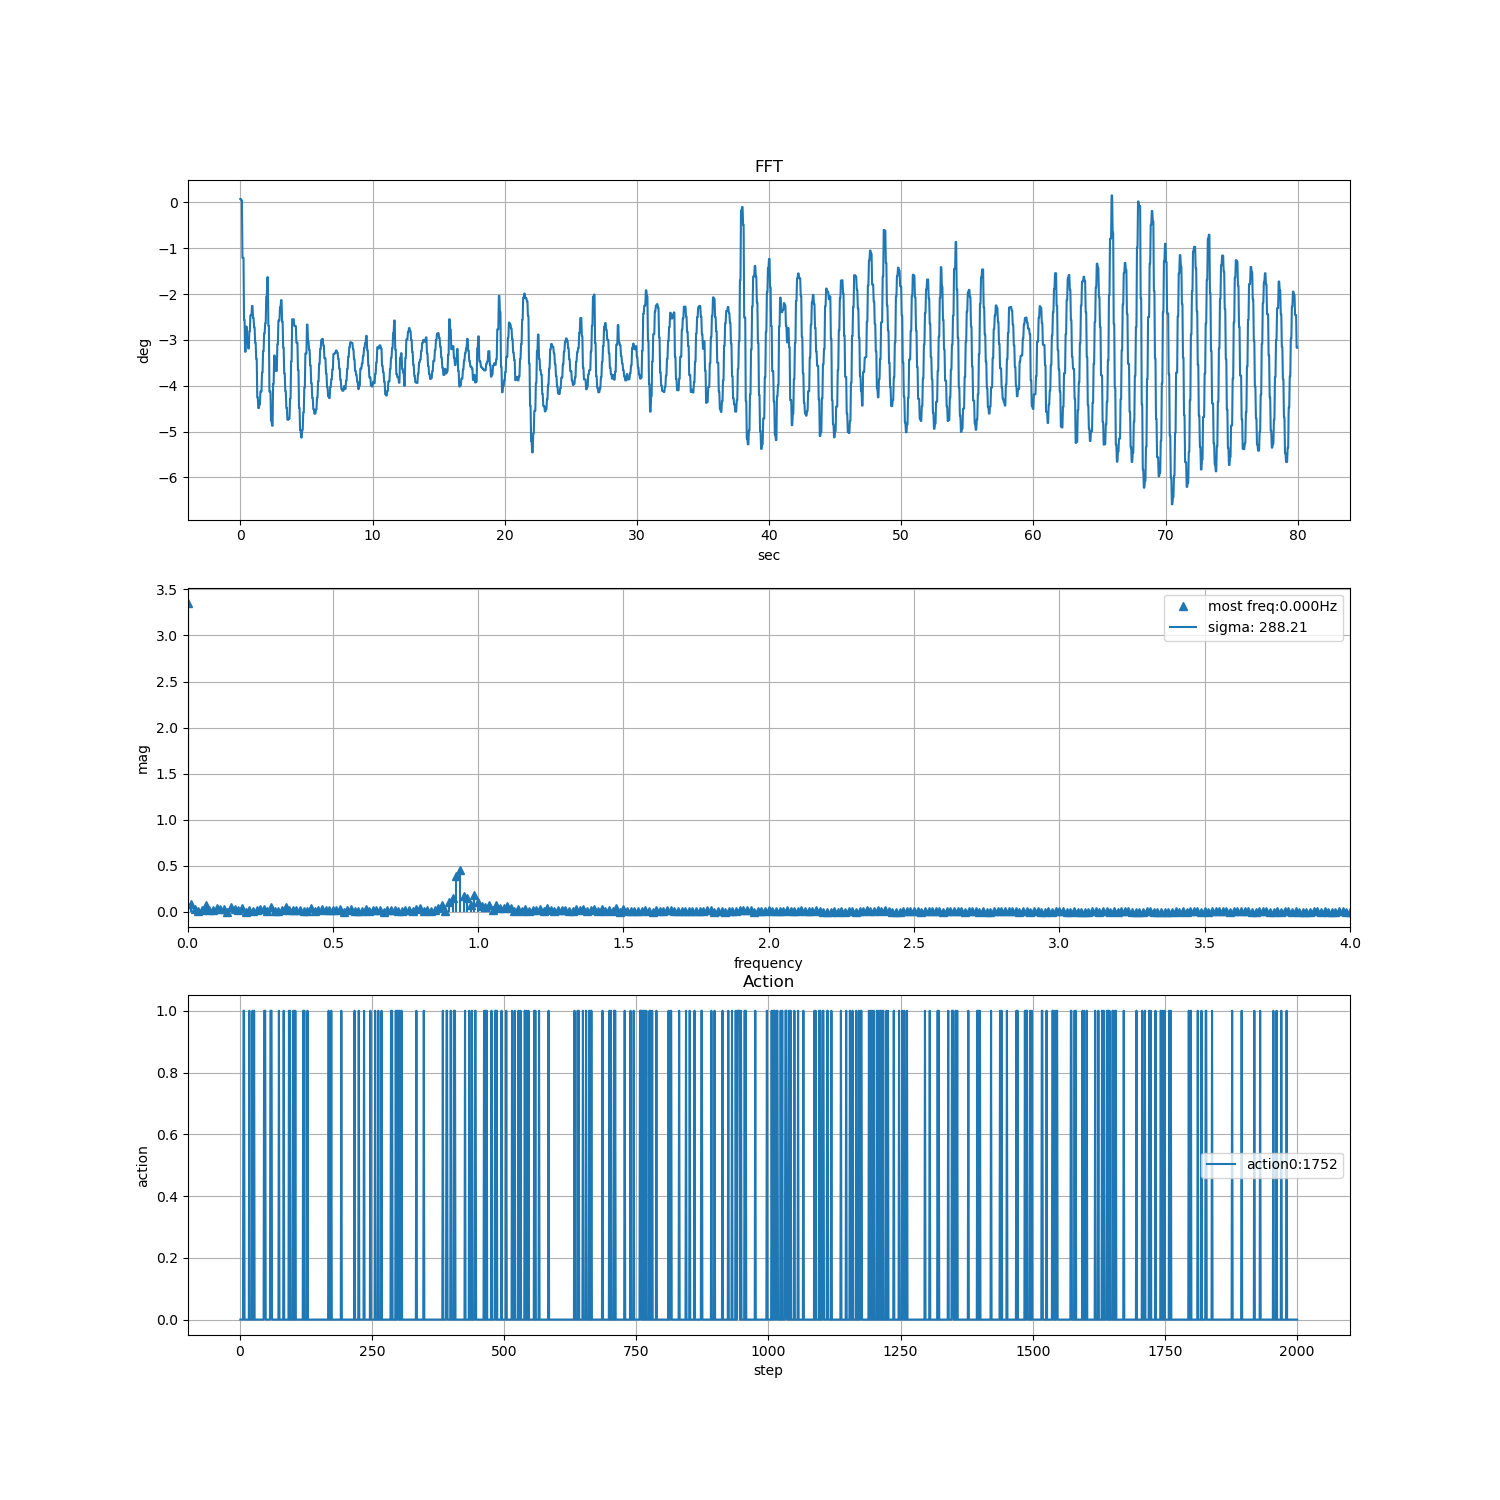 FFT
0
−1
−2
−3
−4
−5
−6
deg
0 10 20 30 40 50 60 70 80
sec
3.5
3.0
2.5
2.0
1.5
1.0
0.5
0.0
mag
most freq:0.000Hz
sigma: 288.21
0.0 0.5 1.0 1.5 2.0 2.5 3.0 3.5 4.0
frequency
Action
1.0
0.8
0.6
0.4
0.2
0.0
action
action0:1752
0 250 500 750 1000 1250 1500 1750 2000
step